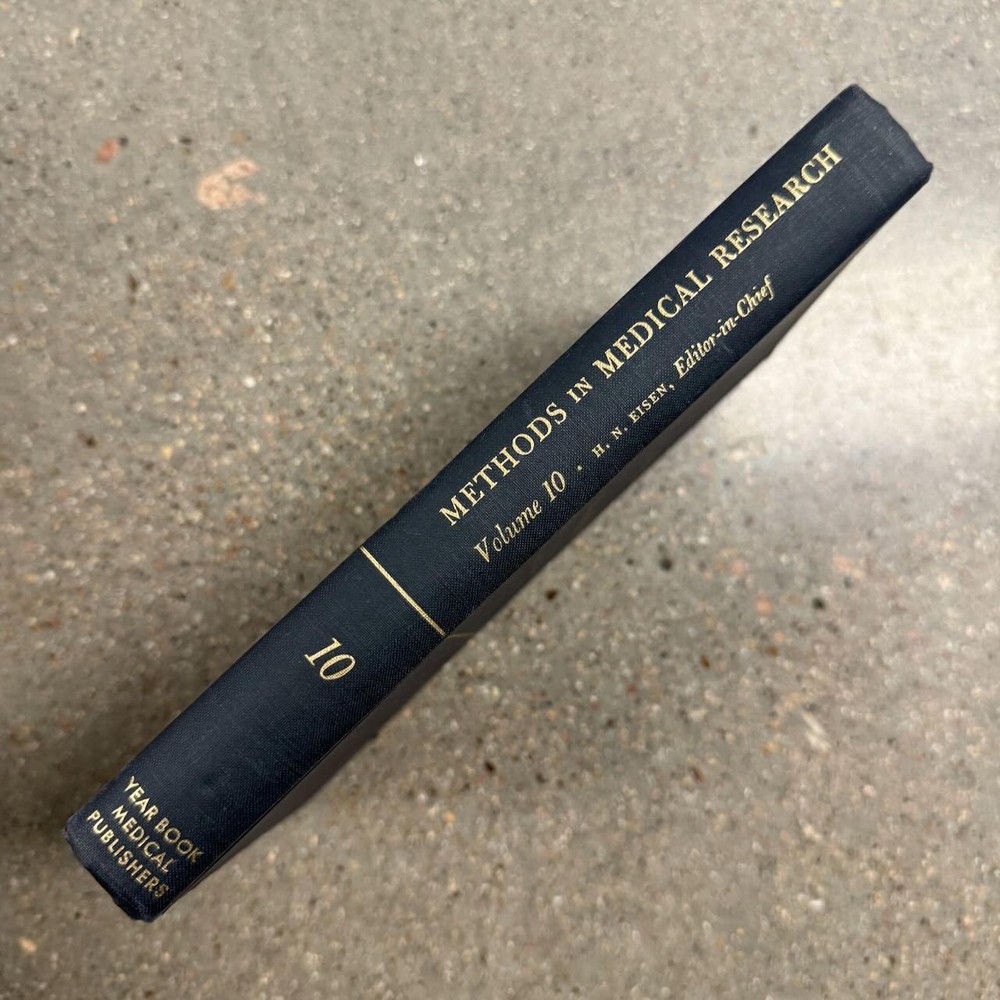 METHODS IN MEDICAL RESEARCH
Volume 10 · H. N. EISEN, Editor-in-Chief
10
YEAR BOOK
MEDICAL
PUBLISHERS